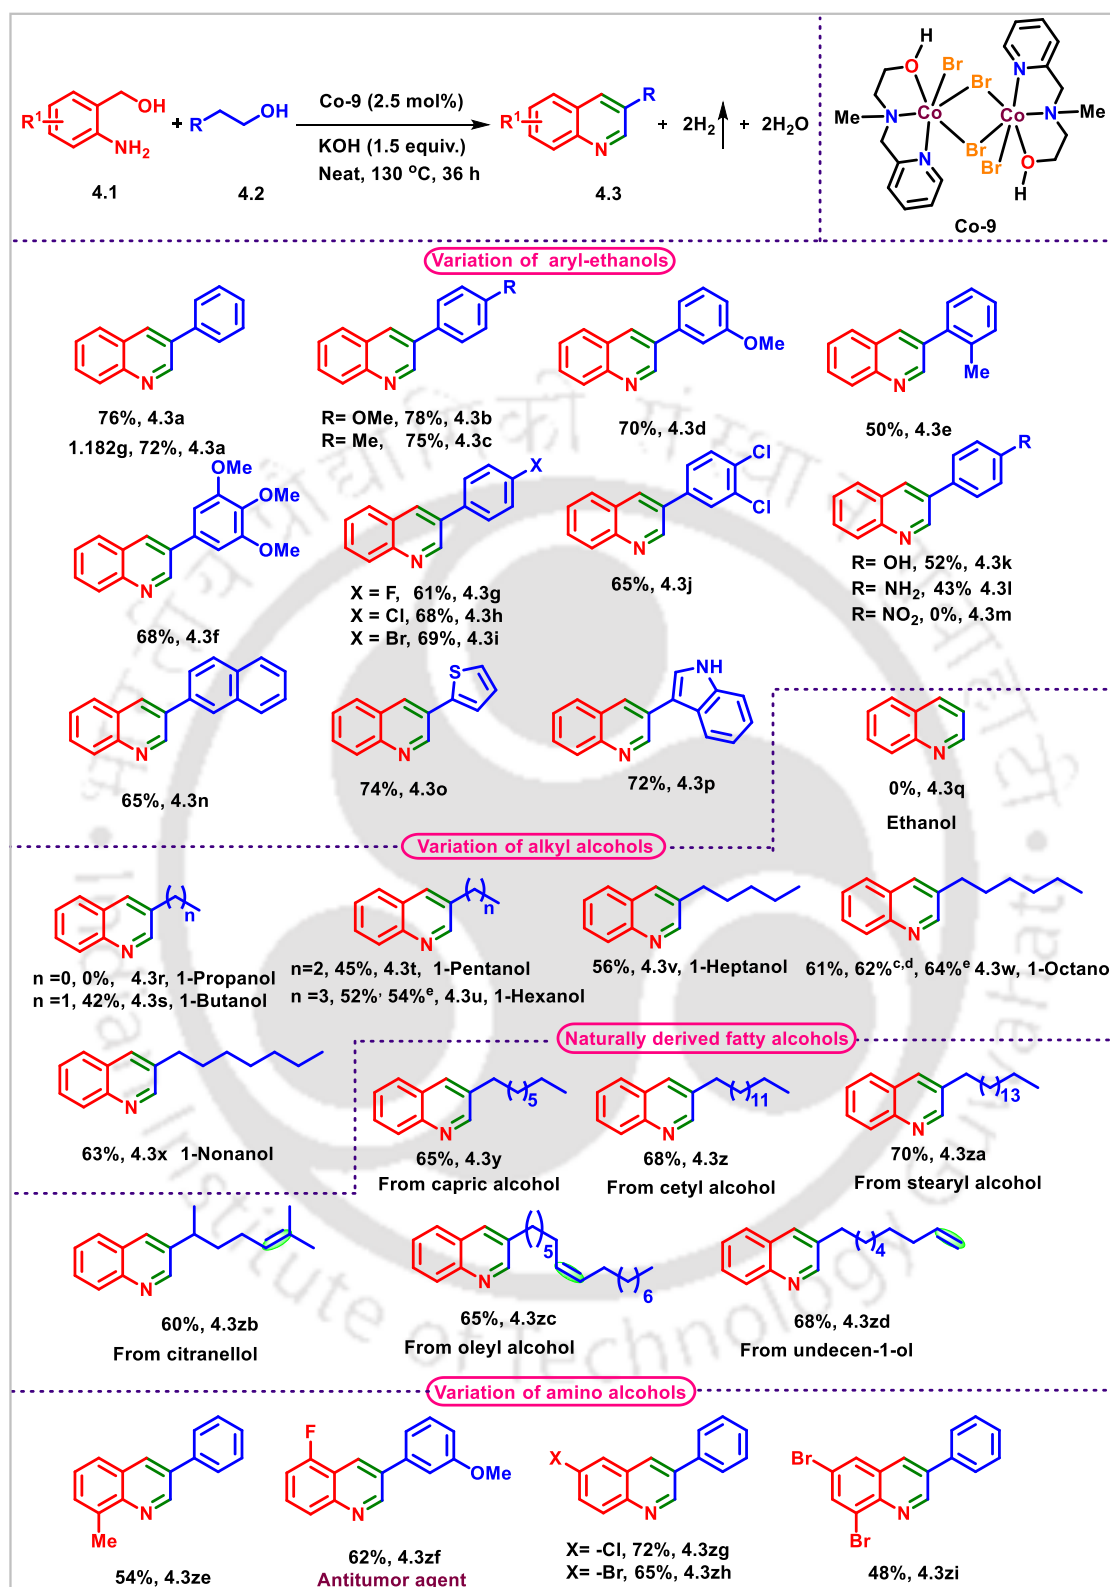 R¹ OH NH₂ + R OH Co-9 (2.5 mol%) R¹ R N + 2H₂ + 2H₂O
KOH (1.5 equiv.)
Neat, 130 °C, 36 h
4.1 4.2 4.3
H O Br Br N Me N Co Co N Me N Br Br O H
Co-9
Variation of aryl-ethanols
N
76%, 4.3a
1.182g, 72%, 4.3a
R N
R= OMe, 78%, 4.3b
R= Me, 75%, 4.3c
OMe N
70%, 4.3d
Me N
50%, 4.3e
OMe OMe OMe N
68%, 4.3f
X N
X = F, 61%, 4.3g
X = Cl, 68%, 4.3h
X = Br, 69%, 4.3i
Cl Cl N
65%, 4.3j
R N
R= OH, 52%, 4.3k
R= NH₂, 43% 4.3l
R= NO₂, 0%, 4.3m
N
65%, 4.3n
S N
74%, 4.3o
NH N
72%, 4.3p
N
0%, 4.3q
Ethanol
Variation of alkyl alcohols
( )n N
n =0, 0%, 4.3r, 1-Propanol
n =1, 42%, 4.3s, 1-Butanol
( )n N
n=2, 45%, 4.3t, 1-Pentanol
n =3, 52%, 54%ᵉ, 4.3u, 1-Hexanol
N
56%, 4.3v, 1-Heptanol
N
61%, 62%ᶜ,ᵈ, 64%ᵉ 4.3w, 1-Octano
N
63%, 4.3x 1-Nonanol
Naturally derived fatty alcohols
( )5 N
65%, 4.3y
From capric alcohol
( )11 N
68%, 4.3z
From cetyl alcohol
( )13 N
70%, 4.3za
From stearyl alcohol
N
60%, 4.3zb
From citranellol
( )5 ( )6 N
65%, 4.3zc
From oleyl alcohol
( )4 N
68%, 4.3zd
From undecen-1-ol
Variation of amino alcohols
N Me
54%, 4.3ze
F OMe N
62%, 4.3zf
Antitumor agent
X N
X= -Cl, 72%, 4.3zg
X= -Br, 65%, 4.3zh
Br N Br
48%, 4.3zi
Indian Institute of Technology Guwahati